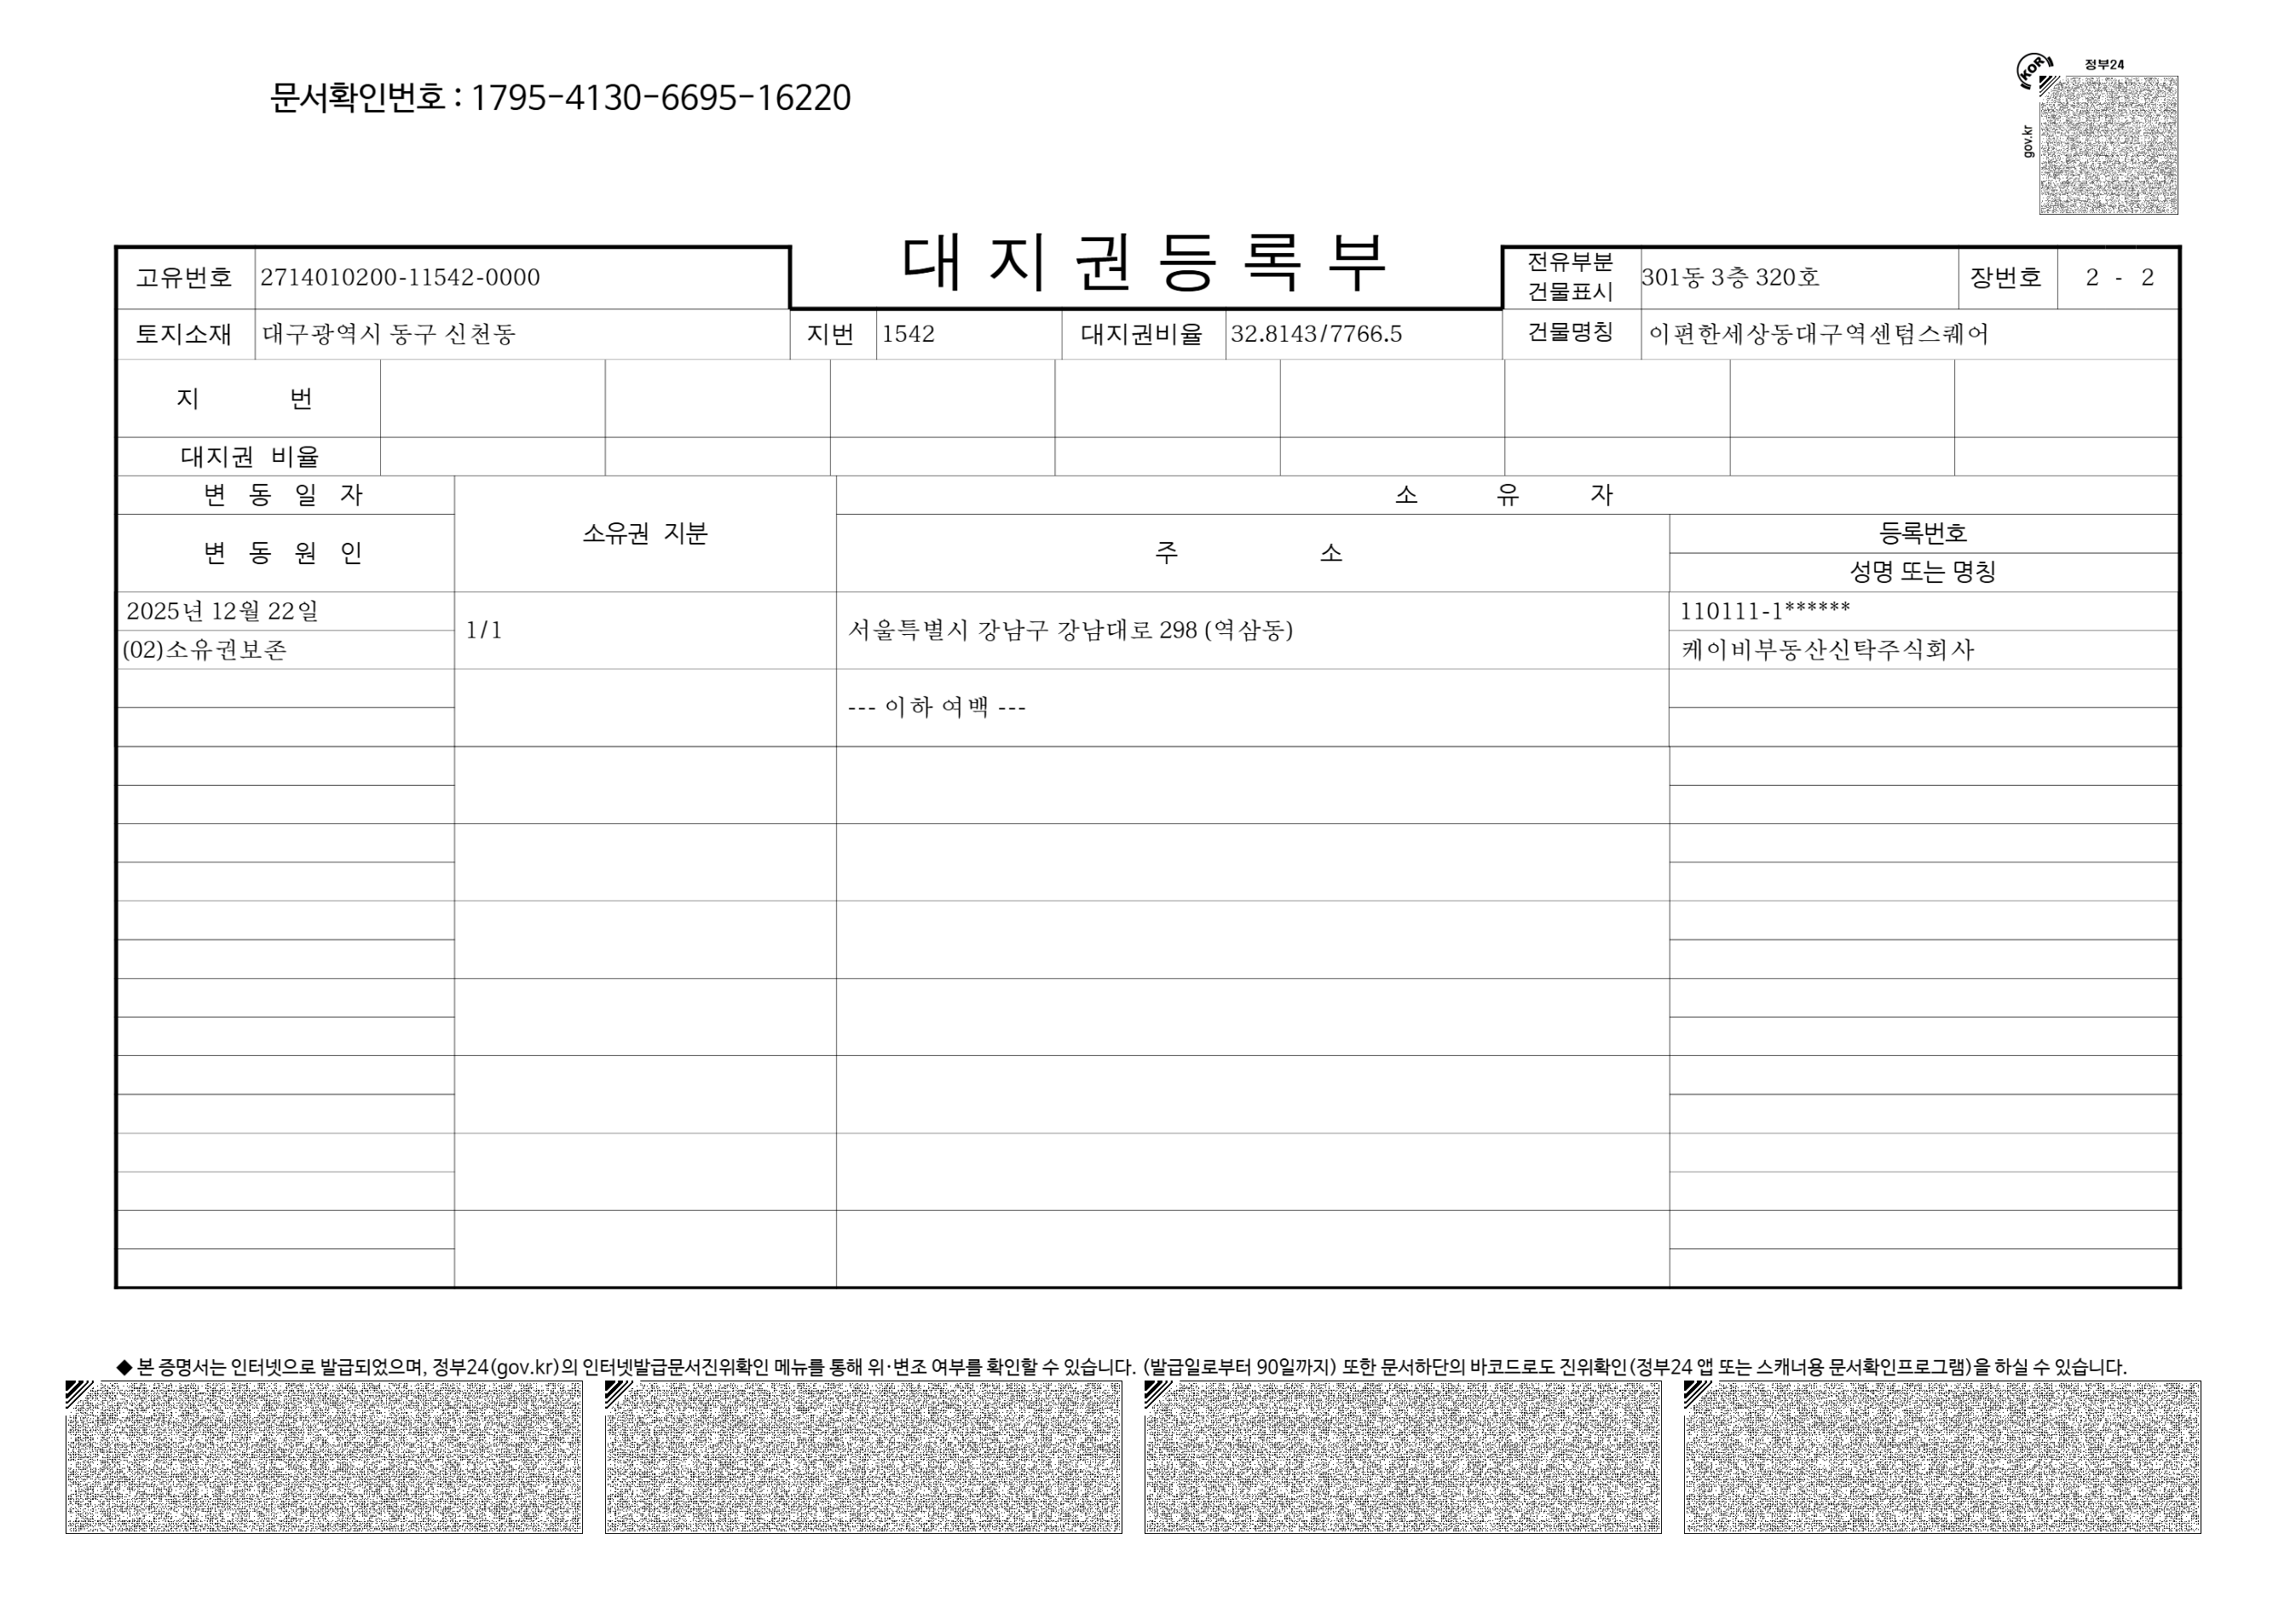 문서확인번호 : 1795-4130-6695-16220
KOR
정부24
gov.kr
대지권등록부
고유번호 2714010200-11542-0000
전유부분 건물표시 301동 3층 320호 장번호 2 - 2
토지소재 대구광역시 동구 신천동 지번 1542 대지권비율 32.8143/7766.5 건물명칭 이편한세상동대구역센텀스퀘어
지 번
대지권 비율
변 동 일 자 소유권 지분 소 유 자
변 동 원 인 주 소 등록번호
성명 또는 명칭
2025년 12월 22일 1/1 서울특별시 강남구 강남대로 298 (역삼동) 110111-1******
(02)소유권보존 케이비부동산신탁주식회사
--- 이하 여백 ---
◆ 본 증명서는 인터넷으로 발급되었으며, 정부24(gov.kr)의 인터넷발급문서진위확인 메뉴를 통해 위·변조 여부를 확인할 수 있습니다. (발급일로부터 90일까지) 또한 문서하단의 바코드로도 진위확인(정부24 앱 또는 스캐너용 문서확인프로그램)을 하실 수 있습니다.